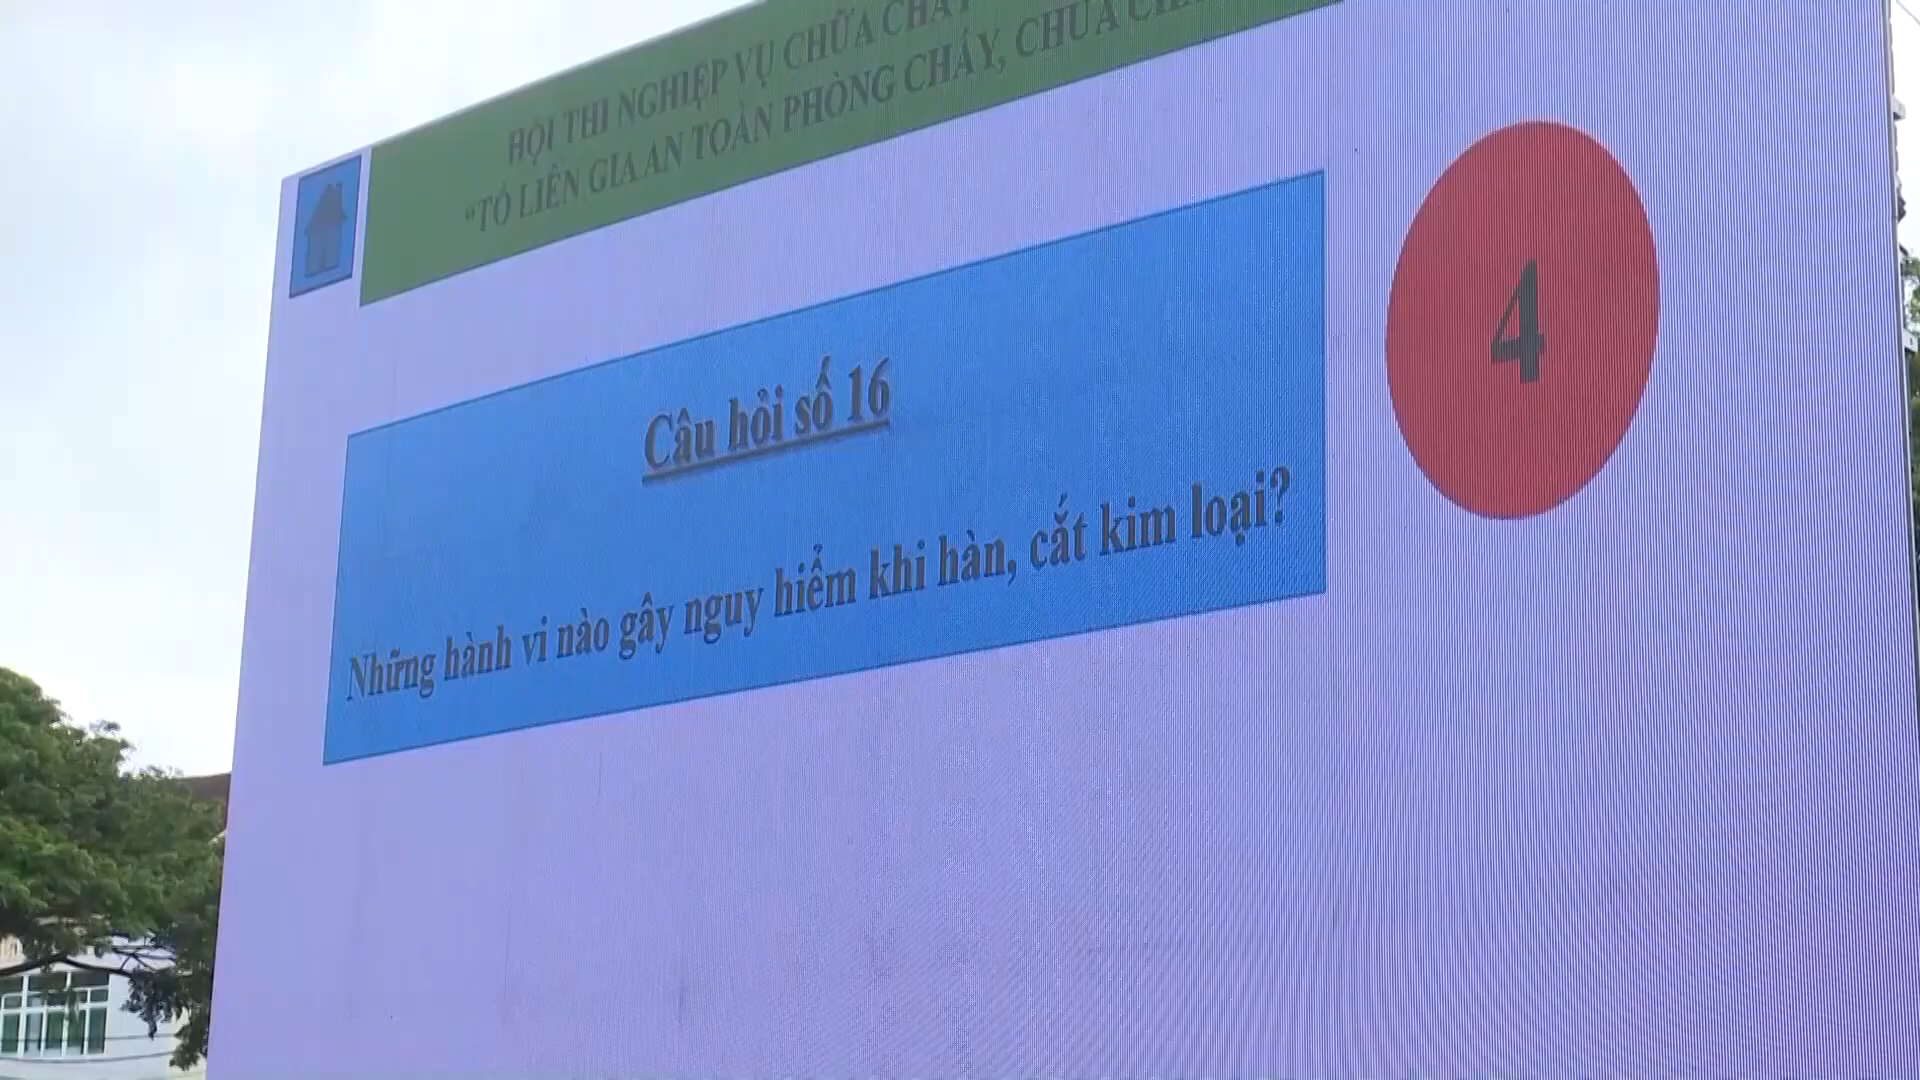 HỘI THI NGHIỆP VỤ CHỮA CHÁY
“TỔ LIÊN GIA AN TOÀN PHÒNG CHÁY, CHỮA
4
Câu hỏi số 16
Những hành vi nào gây nguy hiểm khi hàn, cắt kim loại?